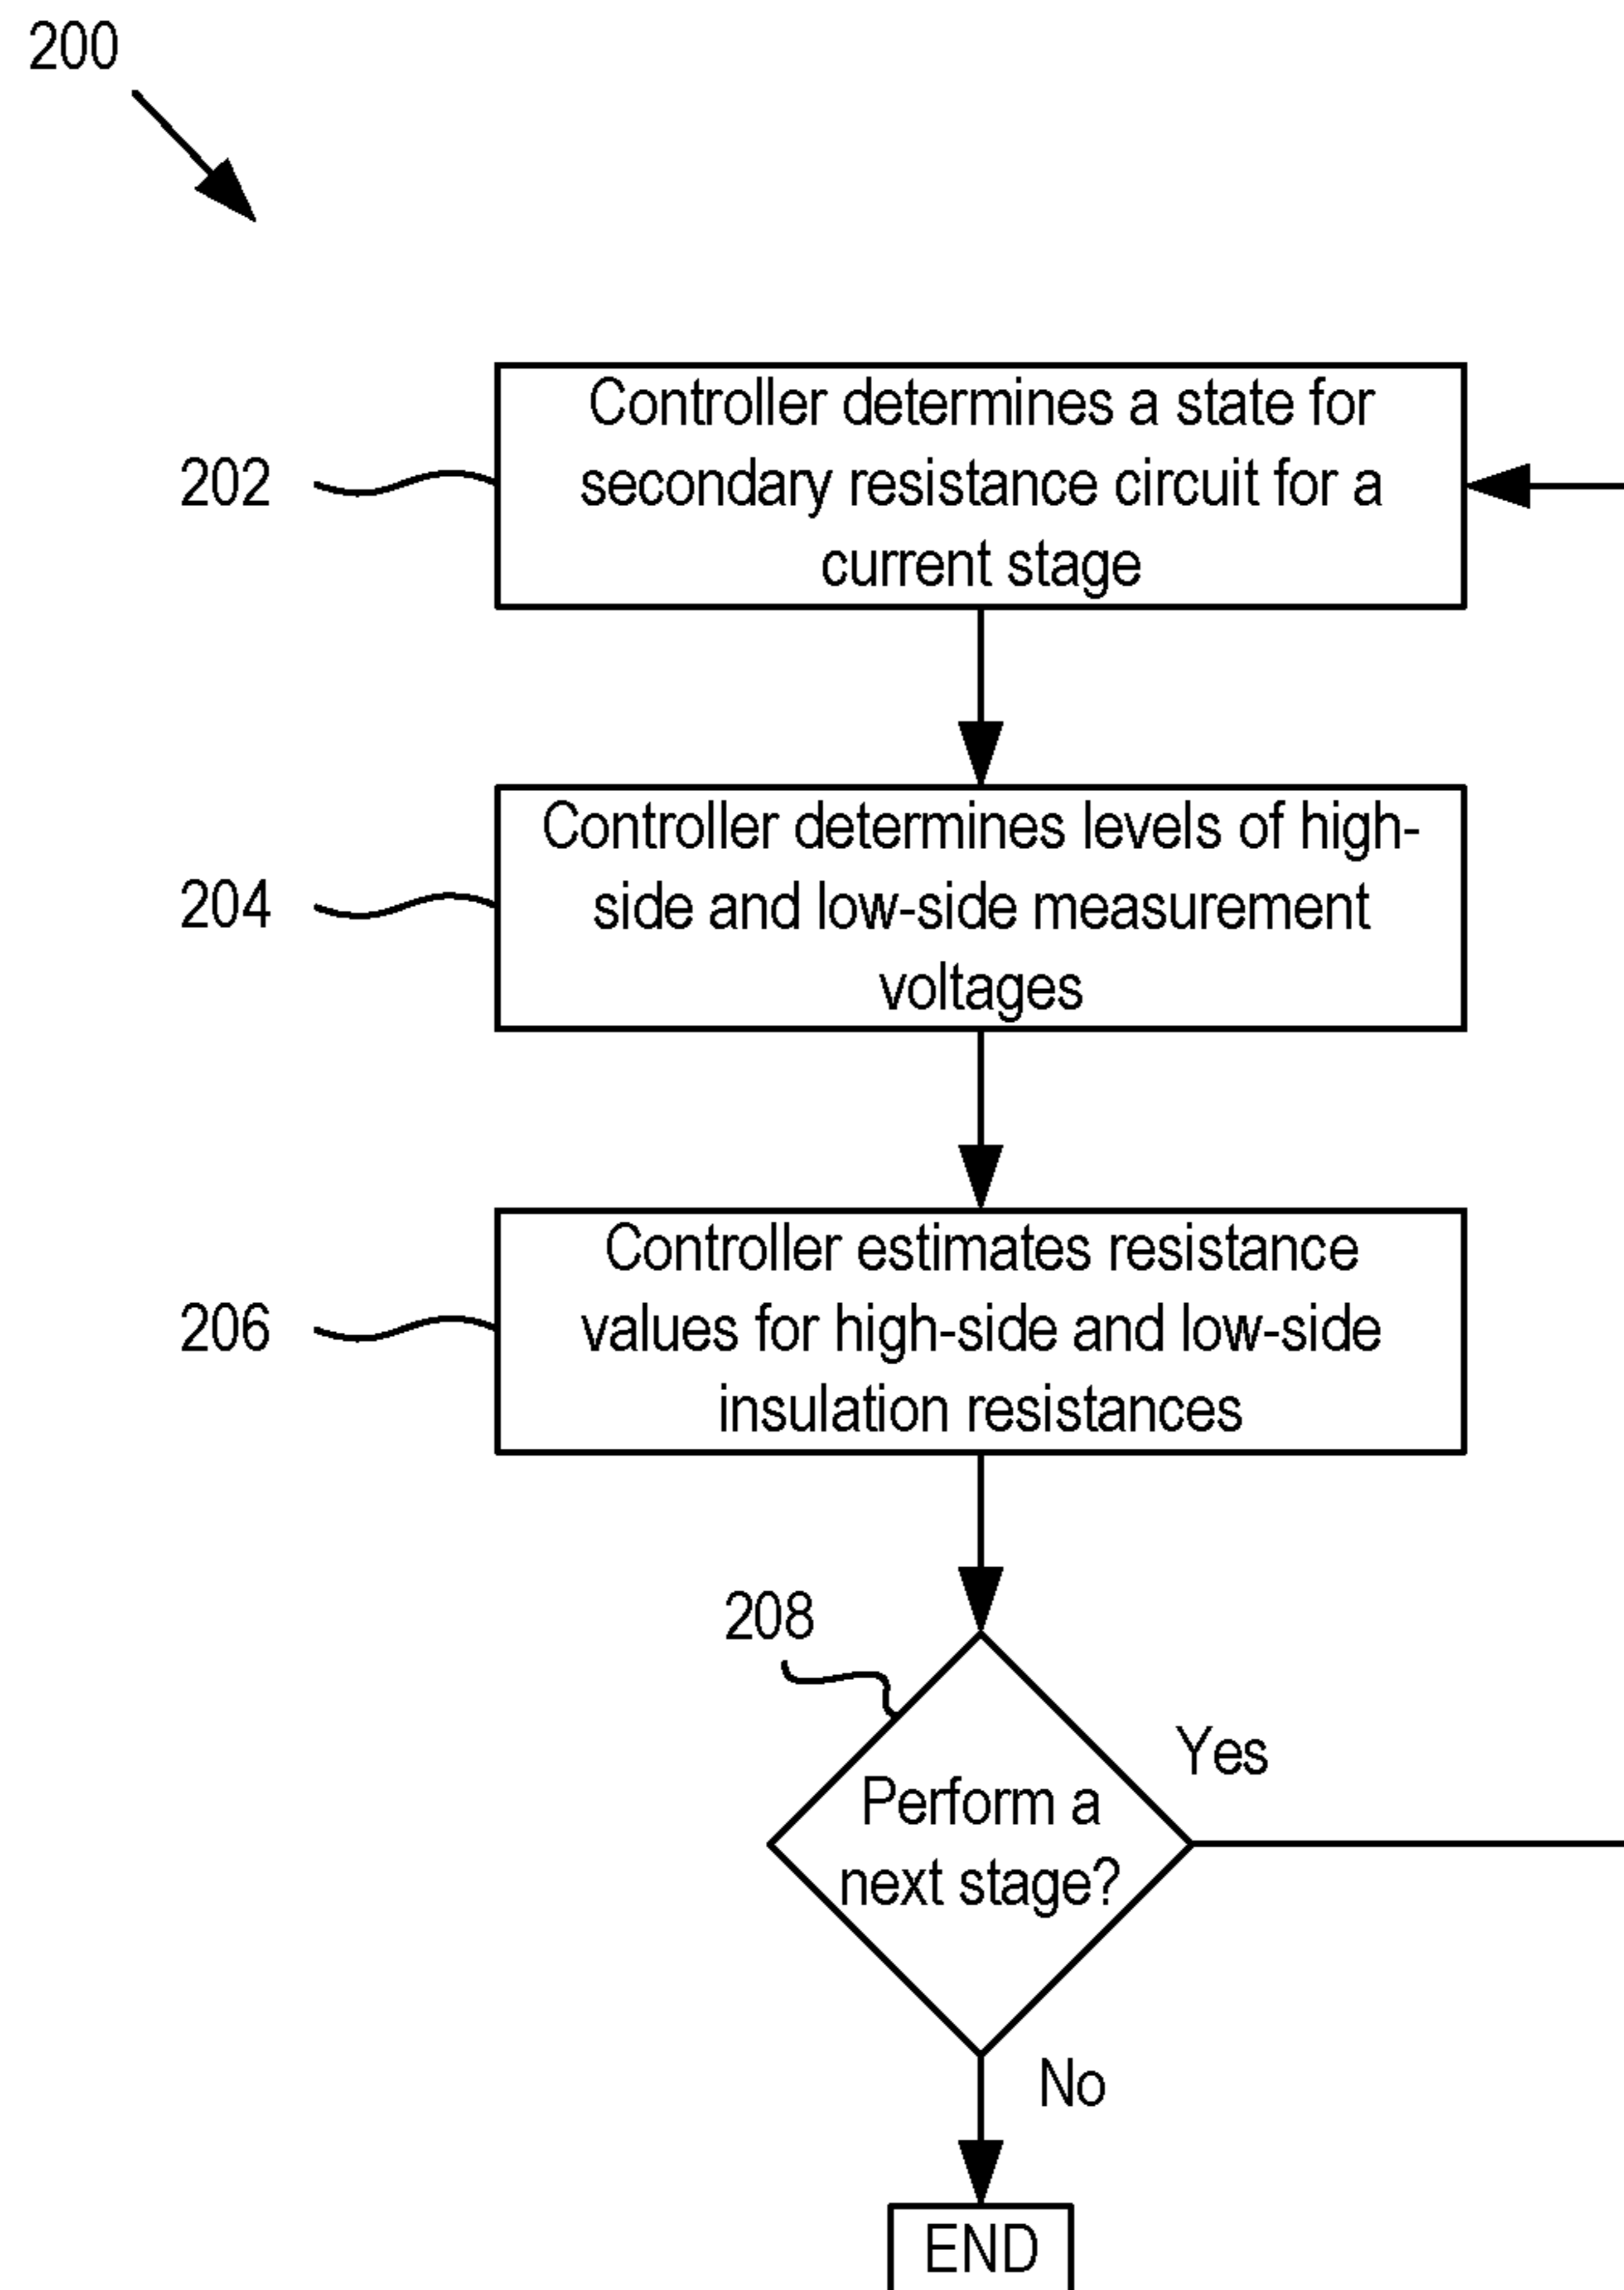 200
202
Controller determines a state for
secondary resistance circuit for a
current stage
204
Controller determines levels of high-
side and low-side measurement
voltages
206
Controller estimates resistance
values for high-side and low-side
insulation resistances
208
Perform a
next stage?
Yes
No
END